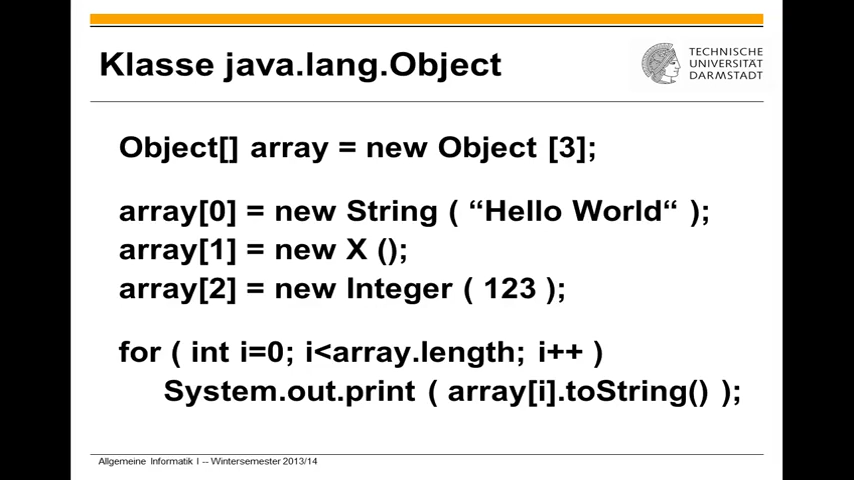 Klasse java.lang.Object
TECHNISCHE
UNIVERSITÄT
DARMSTADT
Object[] array = new Object [3];
array[0] = new String ( “Hello World“ );
array[1] = new X ();
array[2] = new Integer ( 123 );
for ( int i=0; i<array.length; i++ )
System.out.print ( array[i].toString() );
Allgemeine Informatik I -- Wintersemester 2013/14